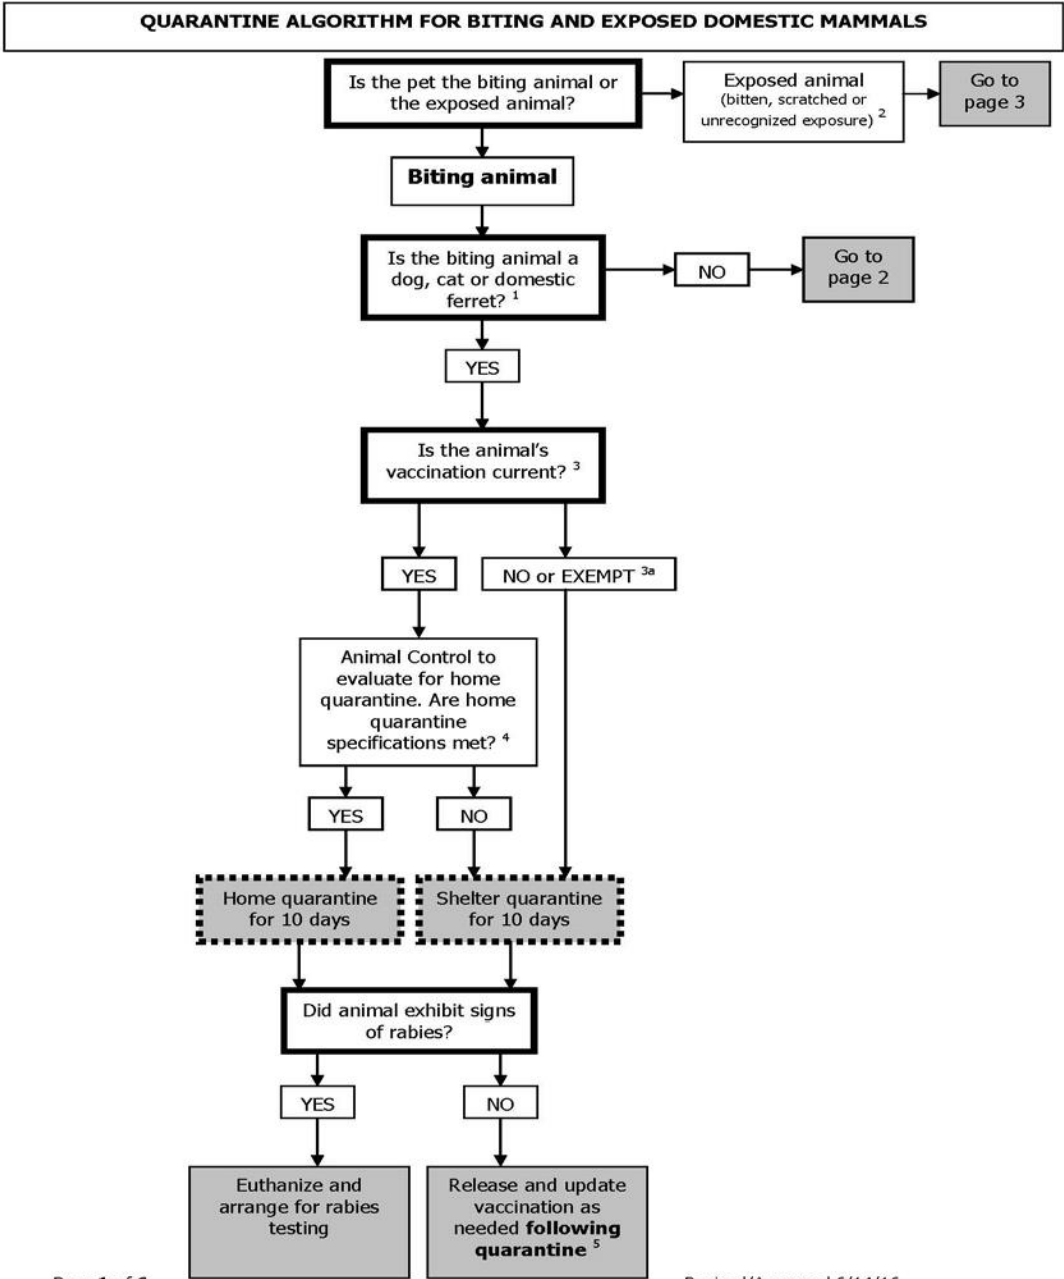 QUARANTINE ALGORITHM FOR BITING AND EXPOSED DOMESTIC MAMMALS
Is the pet the biting animal or
the exposed animal?
Exposed animal
(bitten, scratched or
unrecognized exposure) 2
Go to
page 3
Biting animal
Is the biting animal a
dog, cat or domestic
ferret? 1
NO
Go to
page 2
YES
Is the animal's
vaccination current? 3
YES
NO or EXEMPT 3a
Animal Control to
evaluate for home
quarantine. Are home
quarantine
specifications met? 4
YES
NO
Home quarantine
for 10 days
Shelter quarantine
for 10 days
Did animal exhibit signs
of rabies?
YES
NO
Euthanize and
arrange for rabies
testing
Release and update
vaccination as
needed following
quarantine 5